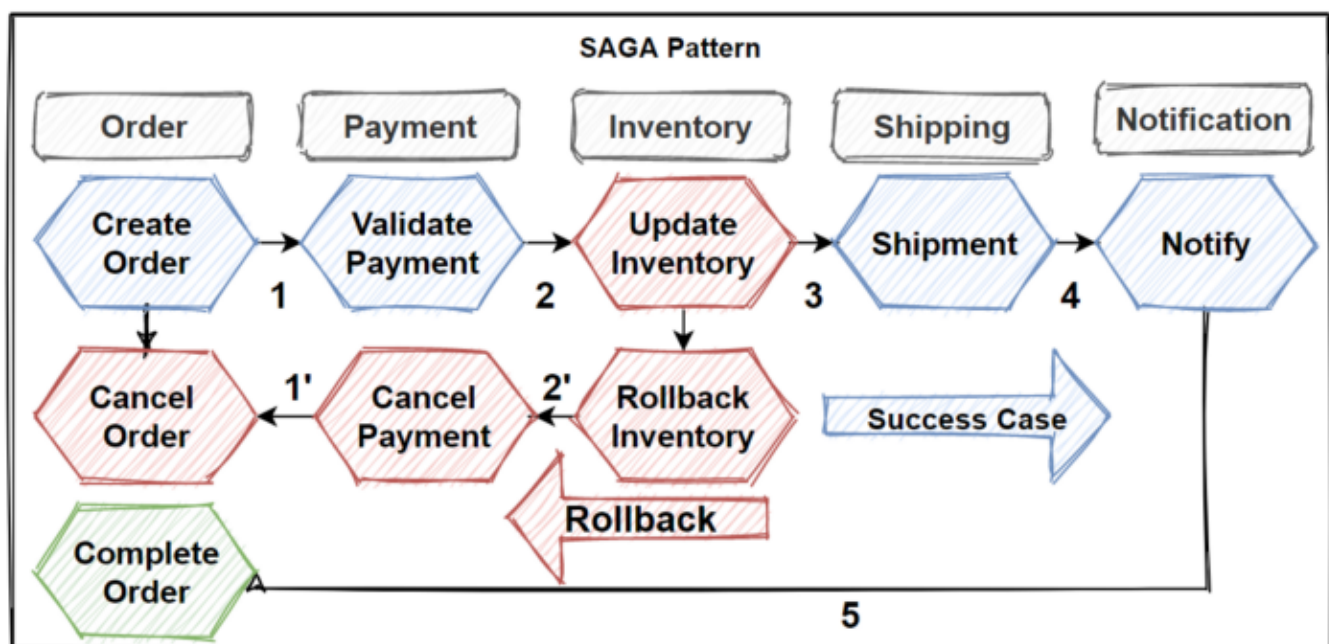 SAGA Pattern
Order
Payment
Inventory
Shipping
Notification
Create
Order
Validate
Payment
Update
Inventory
Shipment
Notify
1
2
3
4
Cancel
Order
1'
Cancel
Payment
2'
Rollback
Inventory
Success Case
Rollback
Complete
Order
5